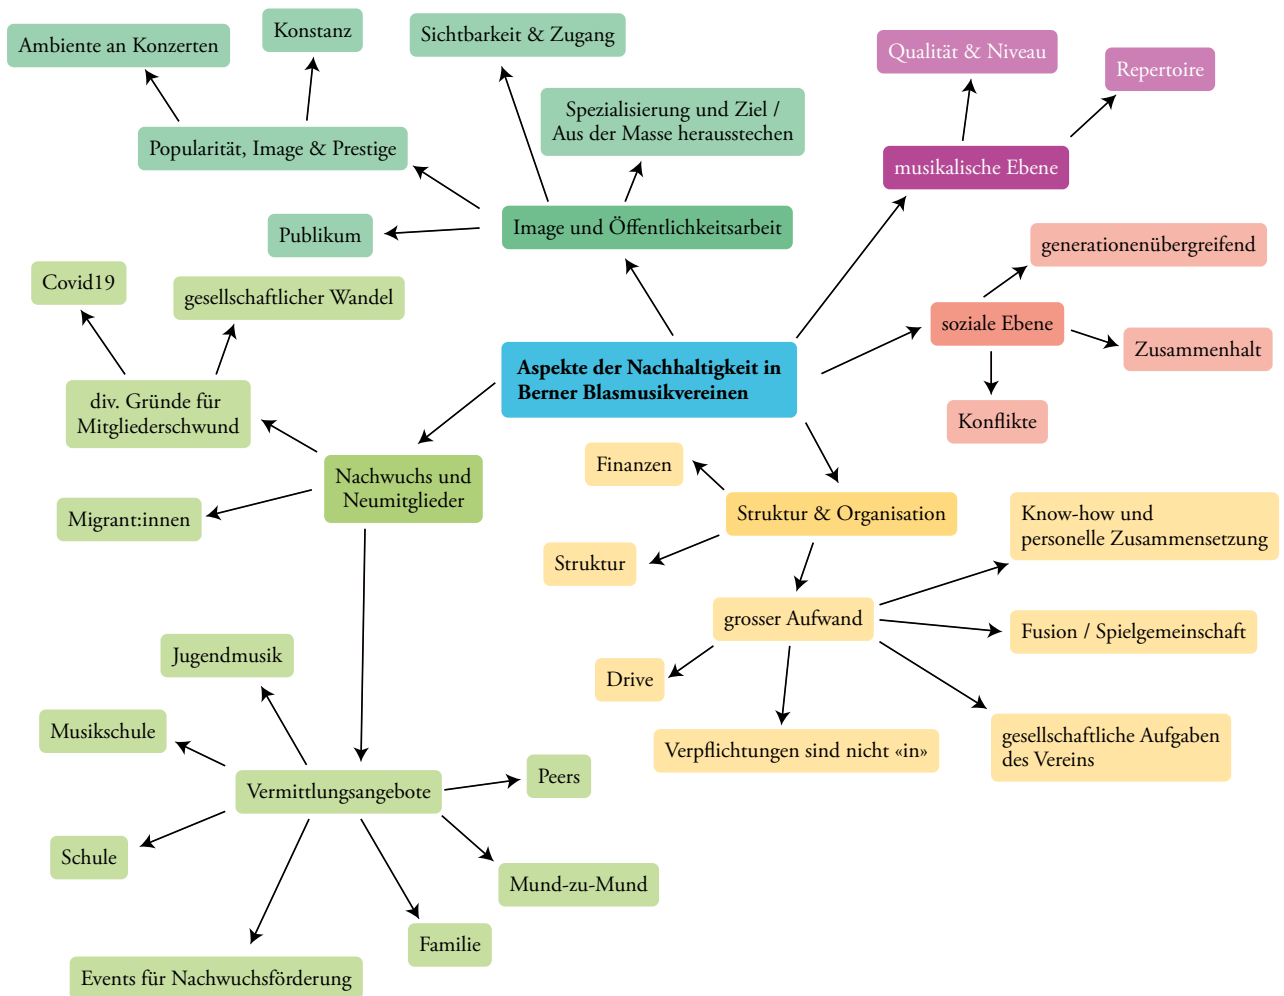 Ambiente an Konzerten
Konstanz
Sichtbarkeit & Zugang
Qualität & Niveau
Repertoire
Spezialisierung und Ziel /
Aus der Masse herausstechen
Popularität, Image & Prestige
musikalische Ebene
Publikum
Image und Öffentlichkeitsarbeit
generationenübergreifend
Covid19
gesellschaftlicher Wandel
soziale Ebene
Zusammenhalt
Aspekte der Nachhaltigkeit in
Berner Blasmusikvereinen
div. Gründe für
Mitgliederschwund
Konflikte
Finanzen
Nachwuchs und
Neumitglieder
Struktur & Organisation
Know-how und
personelle Zusammensetzung
Migrant:innen
Struktur
grosser Aufwand
Fusion / Spielgemeinschaft
Jugendmusik
Drive
Musikschule
Verpflichtungen sind nicht «in»
gesellschaftliche Aufgaben
des Vereins
Peers
Vermittlungsangebote
Schule
Mund-zu-Mund
Familie
Events für Nachwuchsförderung